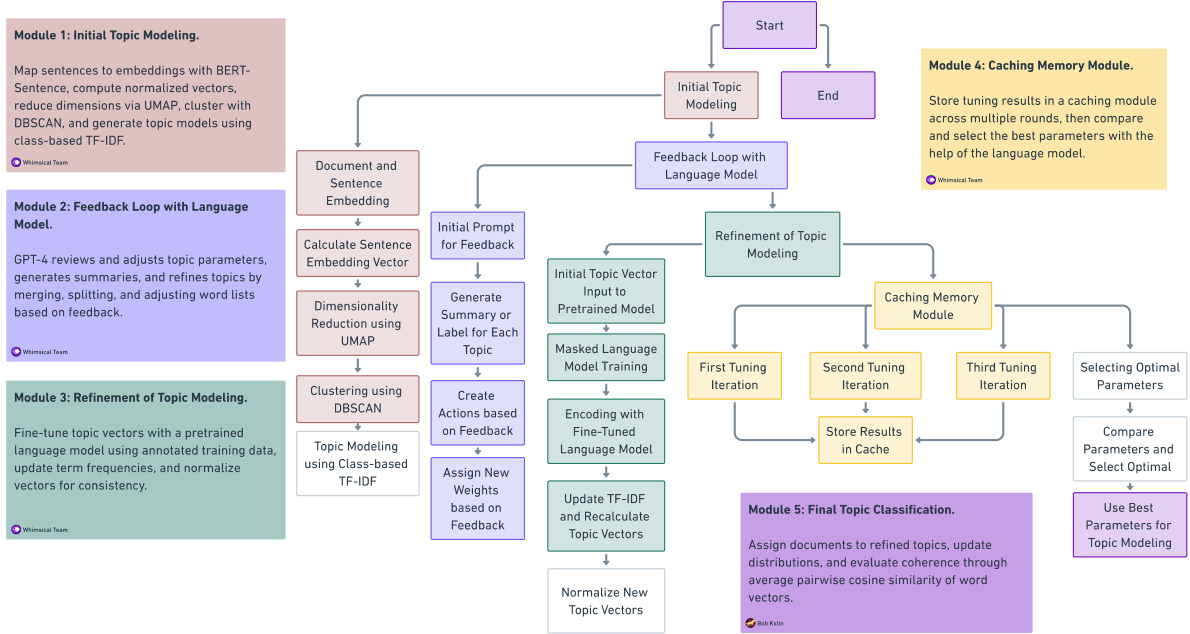 Module 1: Initial Topic Modeling.
Map sentences to embeddings with BERT-
Sentence, compute normalized vectors,
reduce dimensions via UMAP, cluster with
DBSCAN, and generate topic models using
class-based TF-IDF.
Whimsical Team
Module 2: Feedback Loop with Language
Model.
GPT-4 reviews and adjusts topic parameters,
generates summaries, and refines topics by
merging, splitting, and adjusting word lists
based on feedback.
Whimsical Team
Module 3: Refinement of Topic Modeling.
Fine-tune topic vectors with a pretrained
language model using annotated training data,
update term frequencies, and normalize
vectors for consistency.
Whimsical Team
Start
End
Initial Topic
Modeling
Feedback Loop with
Language Model
Refinement of Topic
Modeling
Document and
Sentence
Embedding
Calculate Sentence
Embedding Vector
Dimensionality
Reduction using
UMAP
Clustering using
DBSCAN
Topic Modeling
using Class-based
TF-IDF
Initial Prompt
for Feedback
Generate
Summary or
Label for Each
Topic
Create
Actions based
on Feedback
Assign New
Weights
based on
Feedback
Initial Topic Vector
Input to
Pretrained Model
Masked Language
Model Training
Encoding with
Fine-Tuned
Language Model
Update TF-IDF
and Recalculate
Topic Vectors
Normalize New
Topic Vectors
Caching Memory
Module
First Tuning
Iteration
Second Tuning
Iteration
Third Tuning
Iteration
Store Results
in Cache
Selecting Optimal
Parameters
Compare
Parameters and
Select Optimal
Use Best
Parameters for
Topic Modeling
Module 4: Caching Memory Module.
Store tuning results in a caching module
across multiple rounds, then compare
and select the best parameters with the
help of the language model.
Whimsical Team
Module 5: Final Topic Classification.
Assign documents to refined topics, update
distributions, and evaluate coherence through
average pairwise cosine similarity of word
vectors.
Bob Kstin